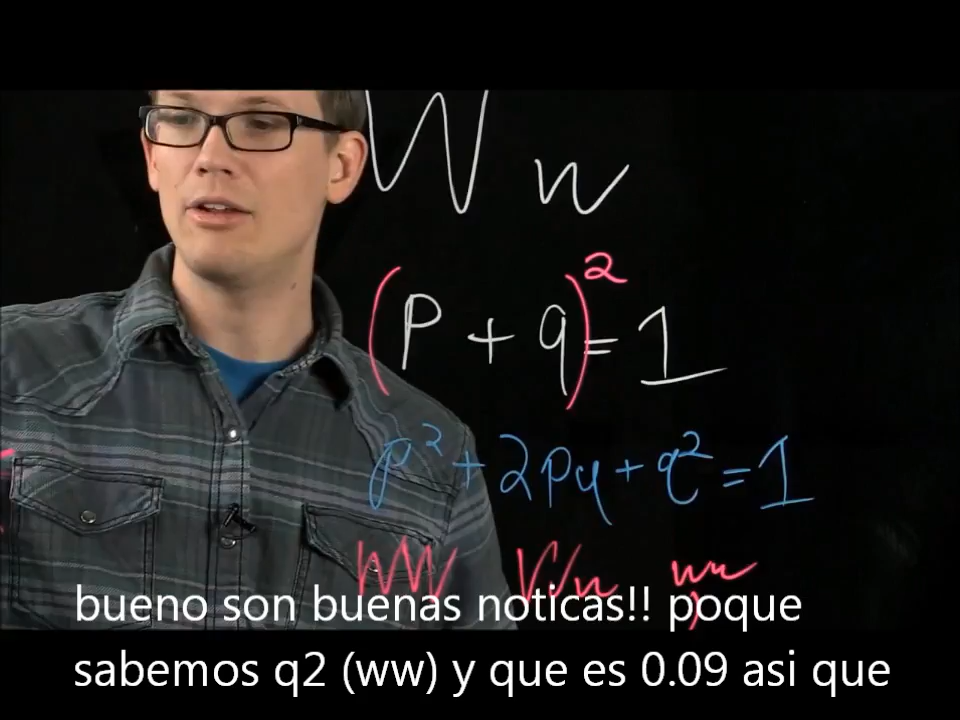 W w
(p + q)² = 1
p² + 2pq + q² = 1
WW Ww ww
bueno son buenas noticas!! poque
sabemos q2 (ww) y que es 0.09 asi que